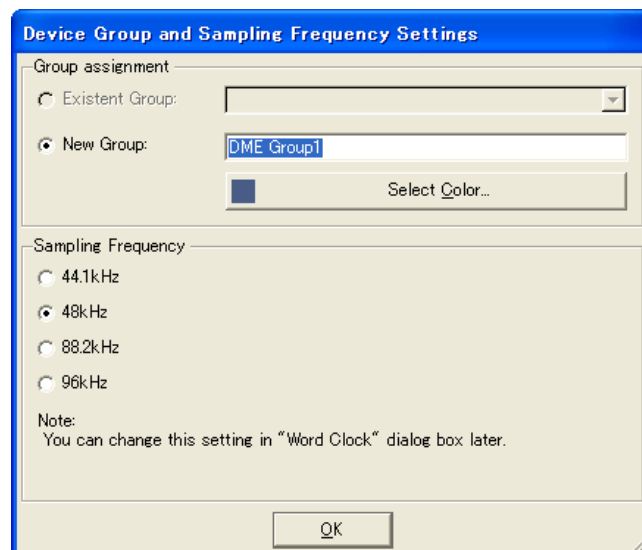 Device Group and Sampling Frequency Settings
Group assignment
Existent Group:
New Group:
DME Group1
Select Color...
Sampling Frequency
44.1kHz
48kHz
88.2kHz
96kHz
Note:
You can change this setting in "Word Clock" dialog box later.
OK